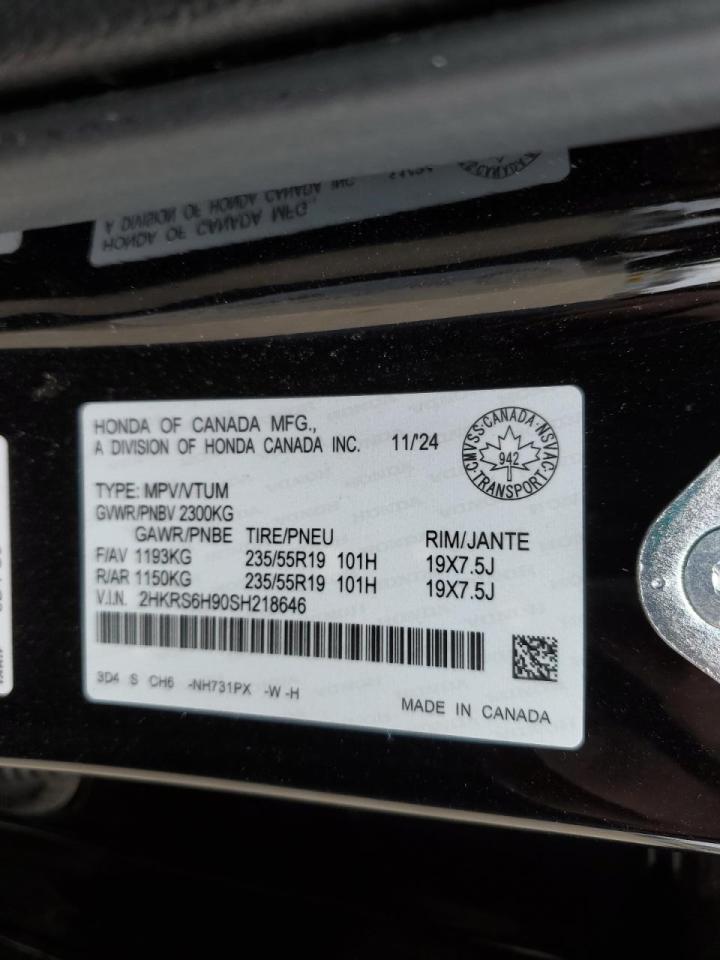 HONDA OF CANADA MFG.,
A DIVISION OF HONDA CANADA INC. 11/'24
CMVSS·CANADA·NSVAC
942
TRANSPORT
TYPE: MPV/VTUM
GVWR/PNBV 2300KG
GAWR/PNBE TIRE/PNEU RIM/JANTE
F/AV 1193KG 235/55R19 101H 19X7.5J
R/AR 1150KG 235/55R19 101H 19X7.5J
V.I.N. 2HKRS6H90SH218646
3D4 S CH6 -NH731PX -W -H
MADE IN CANADA